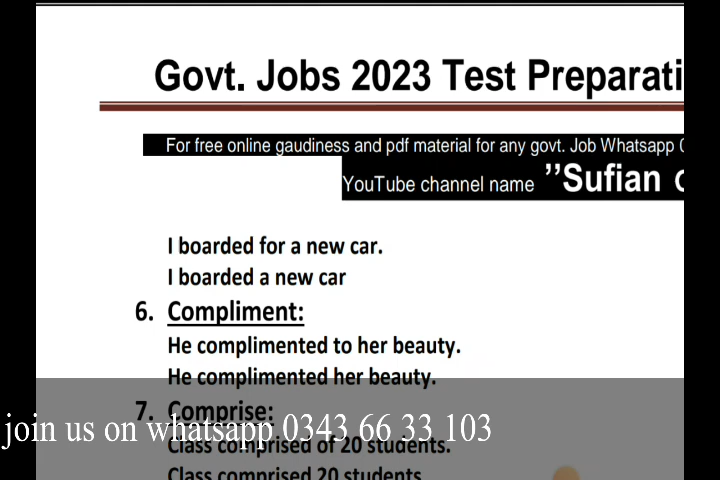 Govt. Jobs 2023 Test Preparati
For free online gaudiness and pdf material for any govt. Job Whatsapp 0
YouTube channel name ”Sufian
I boarded for a new car.
I boarded a new car
6. Compliment:
He complimented to her beauty.
He complimented her beauty.
7. Comprise:
join us on whatsapp 0343 66 33 103
Class comprised of 20 students.
Class comprised 20 students